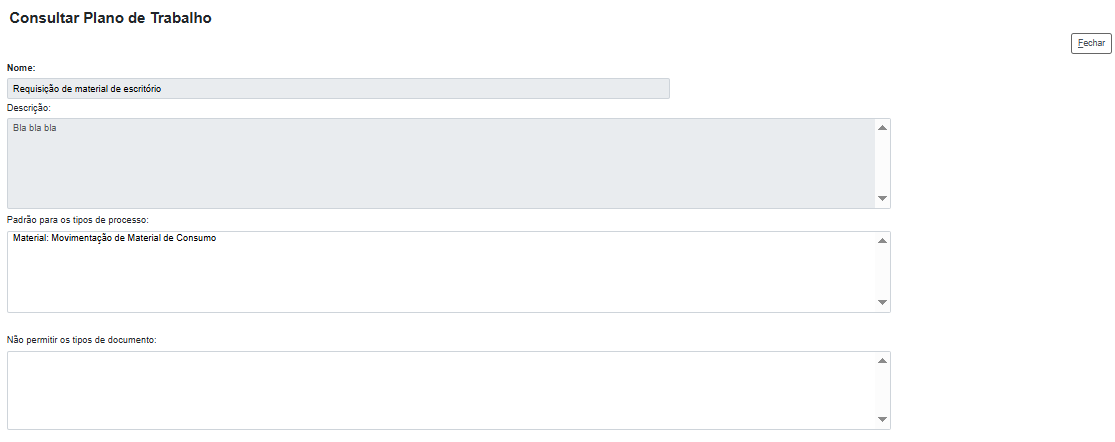 Consultar Plano de Trabalho
Fechar
Nome:
Requisição de material de escritório
Descrição:
Bla bla bla
Padrão para os tipos de processo:
Material: Movimentação de Material de Consumo
Não permitir os tipos de documento: